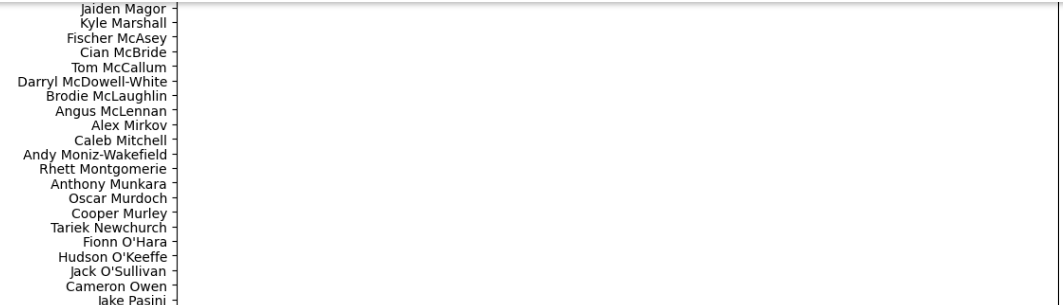 Jaiden Magor
Kyle Marshall
Fischer McAsey
Cian McBride
Tom McCallum
Darryl McDowell-White
Brodie McLaughlin
Angus McLennan
Alex Mirkov
Caleb Mitchell
Andy Moniz-Wakefield
Rhett Montgomerie
Anthony Munkara
Oscar Murdoch
Cooper Murley
Tariek Newchurch
Fionn O'Hara
Hudson O'Keeffe
Jack O'Sullivan
Cameron Owen
Jake Pasini